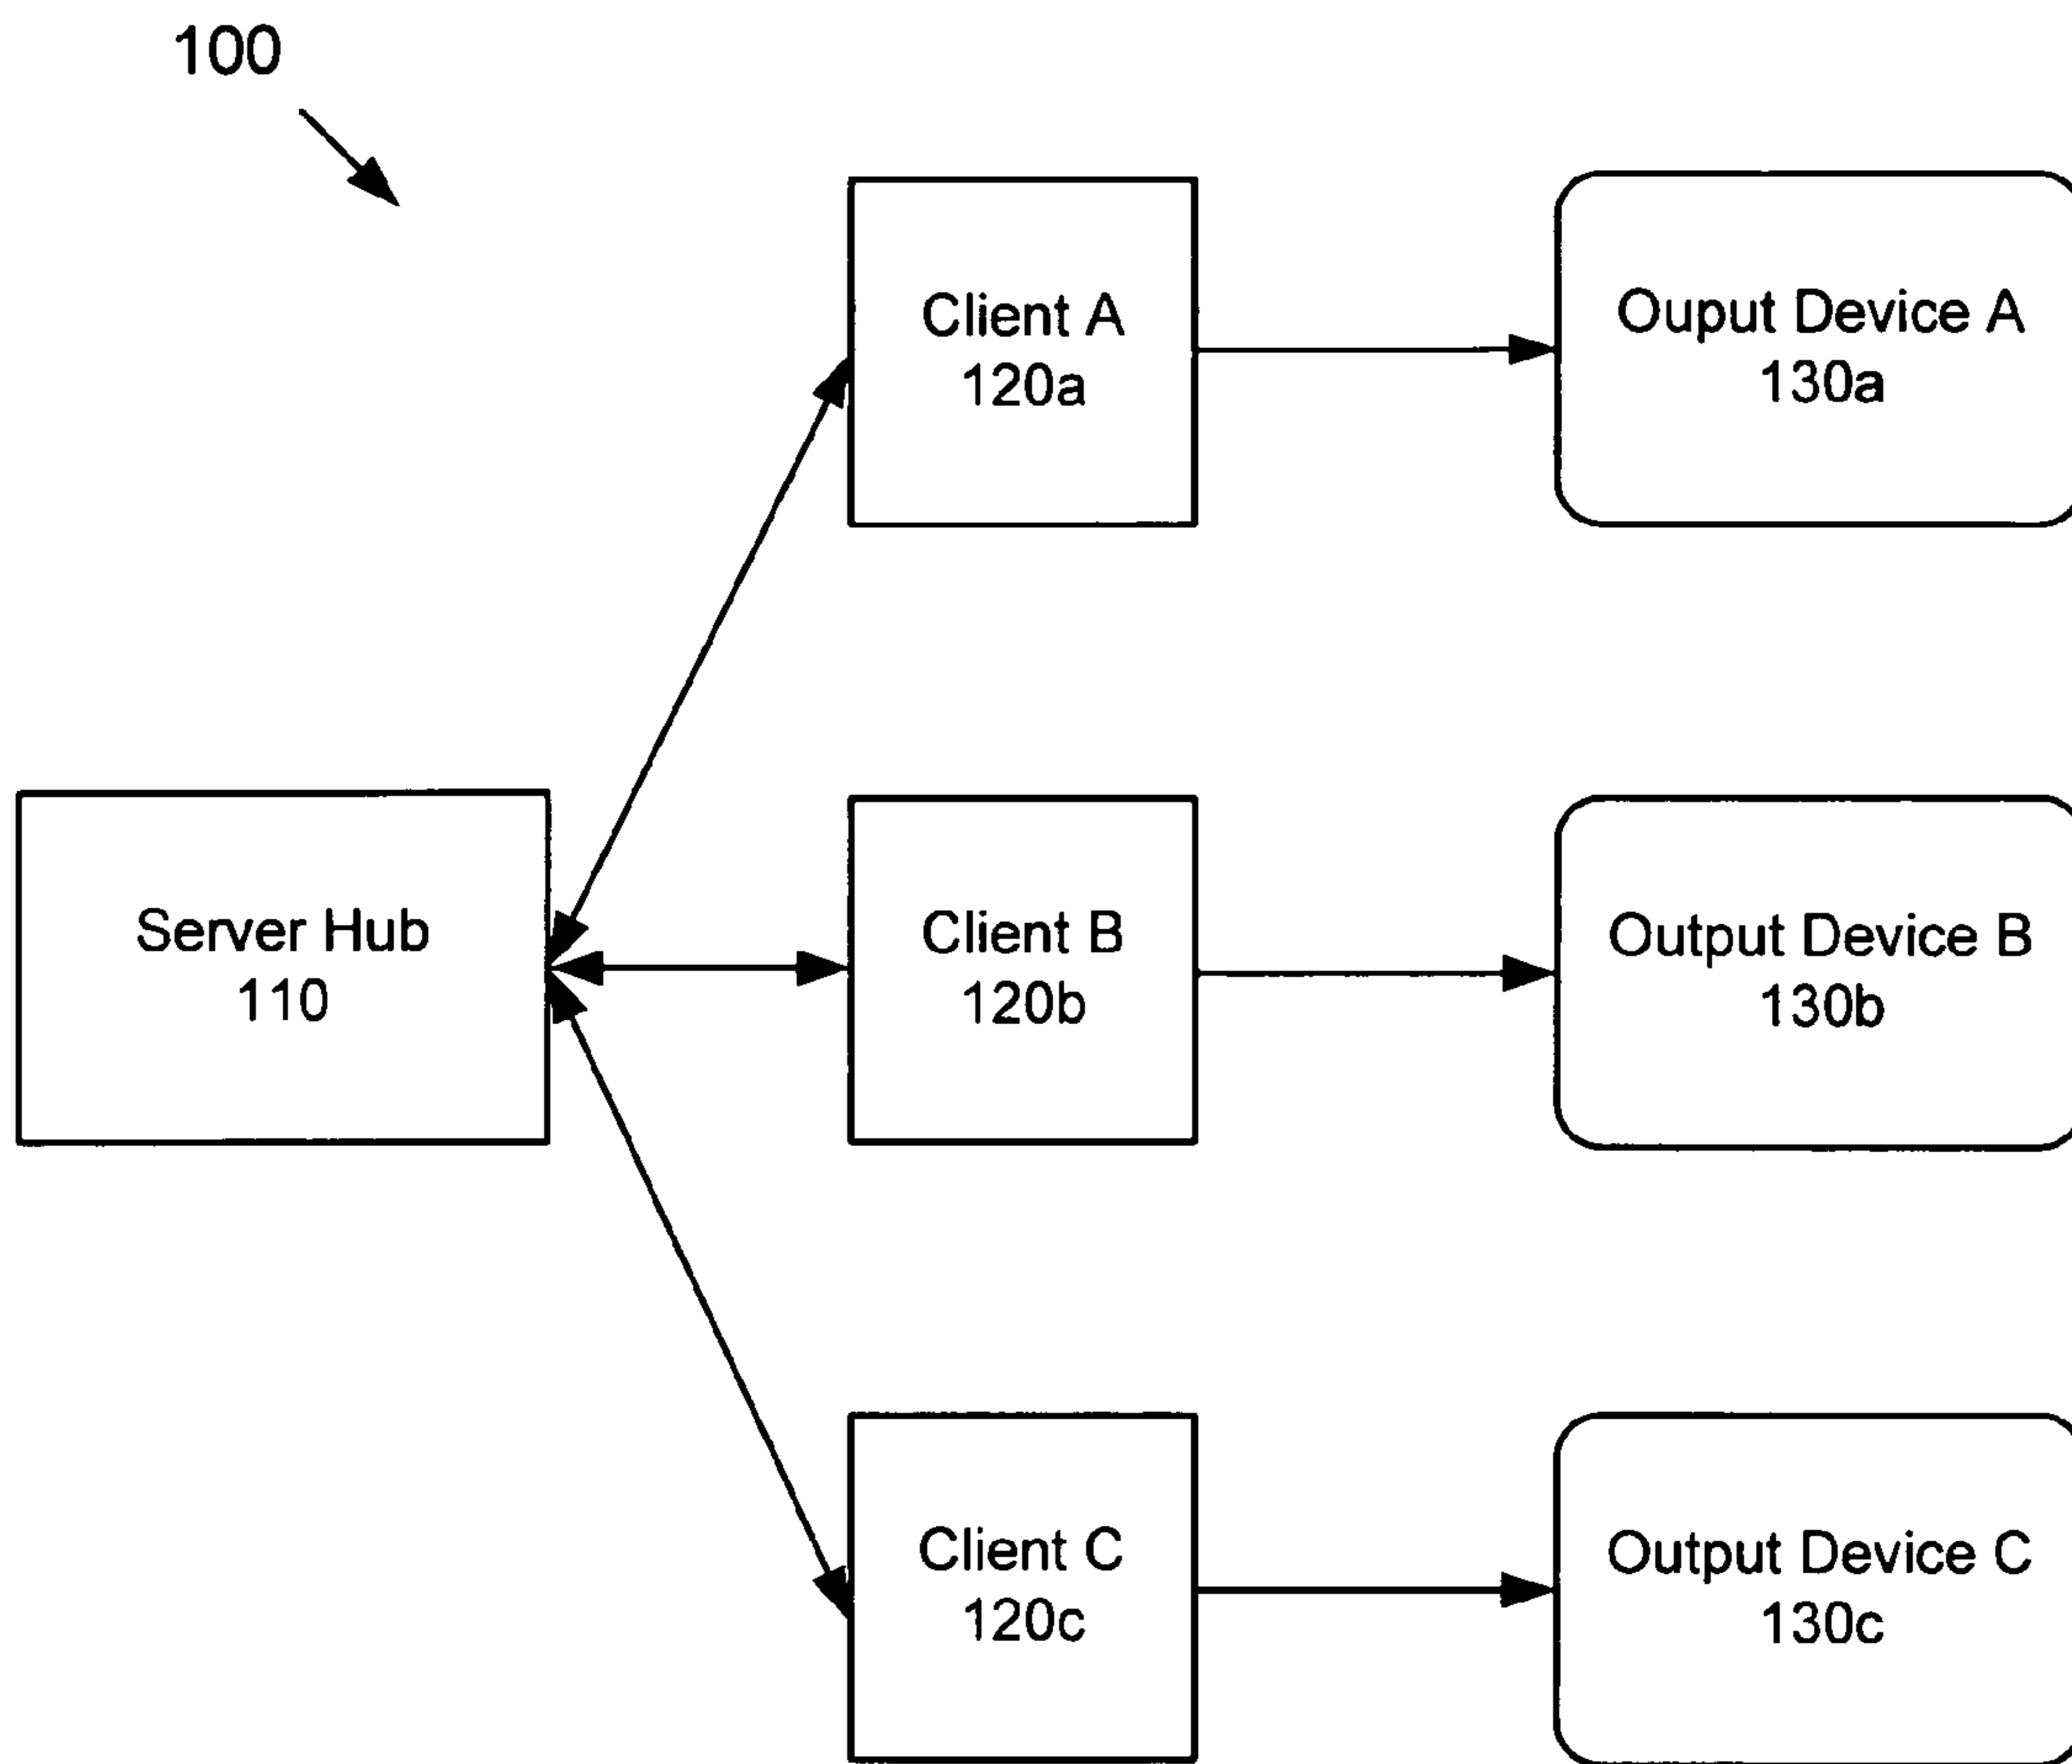 100
Client A
120a
Ouput Device A
130a
Server Hub
110
Client B
120b
Output Device B
130b
Client C
120c
Output Device C
130c